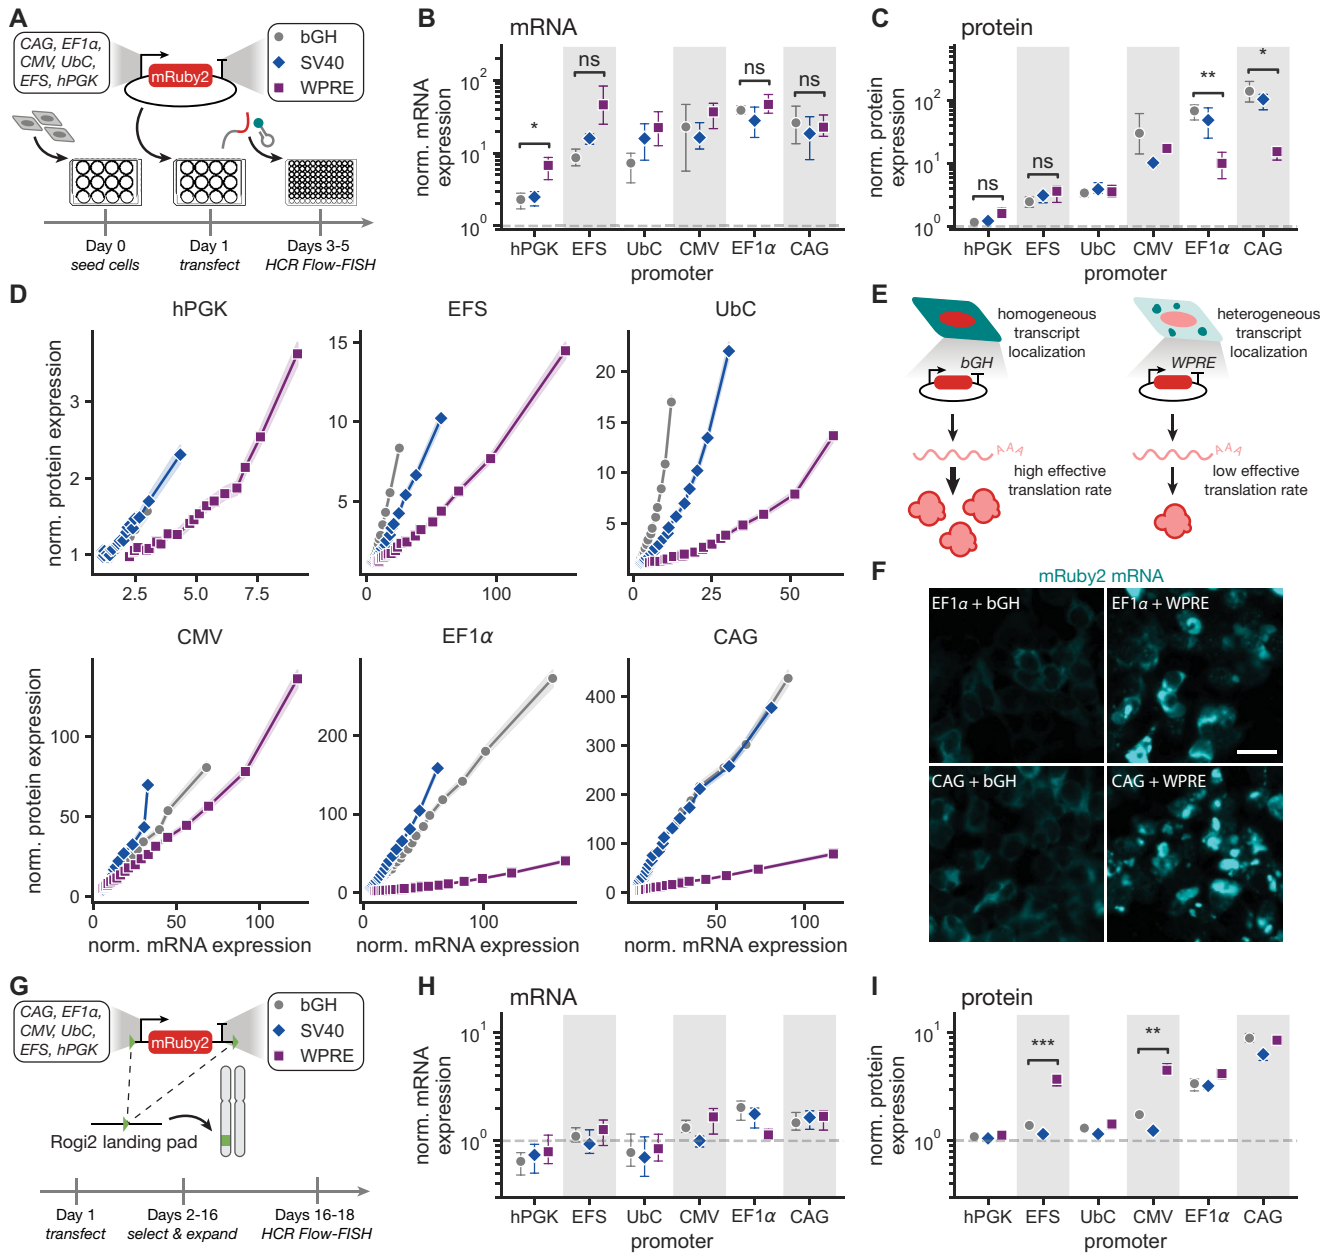 A
CAG, EF1α,
CMV, UbC,
EFS, hPGK
mRuby2
bGH
SV40
WPRE
Day 0
seed cells
Day 1
transfect
Days 3-5
HCR Flow-FISH
B
mRNA
norm. mRNA
expression
10²
10¹
10⁰
*
ns
ns
ns
hPGK
EFS
UbC
CMV
EF1α
CAG
promoter
C
protein
norm. protein
expression
10²
10¹
10⁰
ns
ns
**
*
hPGK
EFS
UbC
CMV
EF1α
CAG
promoter
D
hPGK
norm. protein expression
3
2
1
2.5
5.0
7.5
EFS
15
10
5
0
100
UbC
20
15
10
5
0
25
50
CMV
norm. protein expression
100
50
0
0
50
100
norm. mRNA expression
EF1α
200
100
0
0
100
norm. mRNA expression
CAG
400
300
200
100
0
50
100
norm. mRNA expression
E
homogeneous
transcript
localization
bGH
AAA
high effective
translation rate
heterogeneous
transcript
localization
WPRE
AAA
low effective
translation rate
F
mRuby2 mRNA
EF1α + bGH
EF1α + WPRE
CAG + bGH
CAG + WPRE
G
CAG, EF1α,
CMV, UbC,
EFS, hPGK
mRuby2
bGH
SV40
WPRE
Rogi2 landing pad
Day 1
transfect
Days 2-16
select & expand
Days 16-18
HCR Flow-FISH
H
mRNA
norm. mRNA
expression
10¹
10⁰
hPGK
EFS
UbC
CMV
EF1α
CAG
promoter
I
protein
norm. protein
expression
10¹
10⁰
***
**
hPGK
EFS
UbC
CMV
EF1α
CAG
promoter